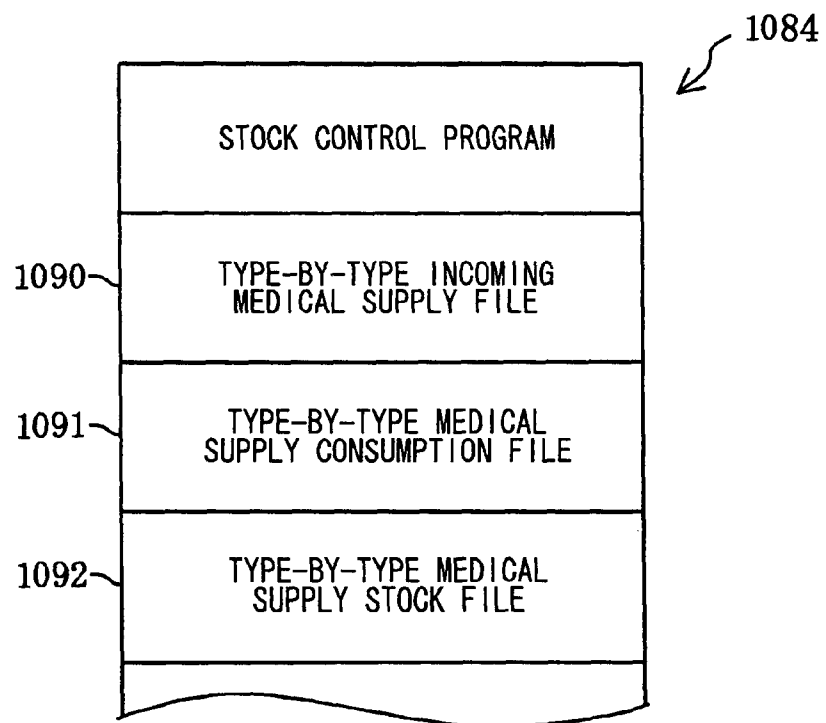 1084
STOCK CONTROL PROGRAM
1090
TYPE-BY-TYPE INCOMING
MEDICAL SUPPLY FILE
1091
TYPE-BY-TYPE MEDICAL
SUPPLY CONSUMPTION FILE
1092
TYPE-BY-TYPE MEDICAL
SUPPLY STOCK FILE